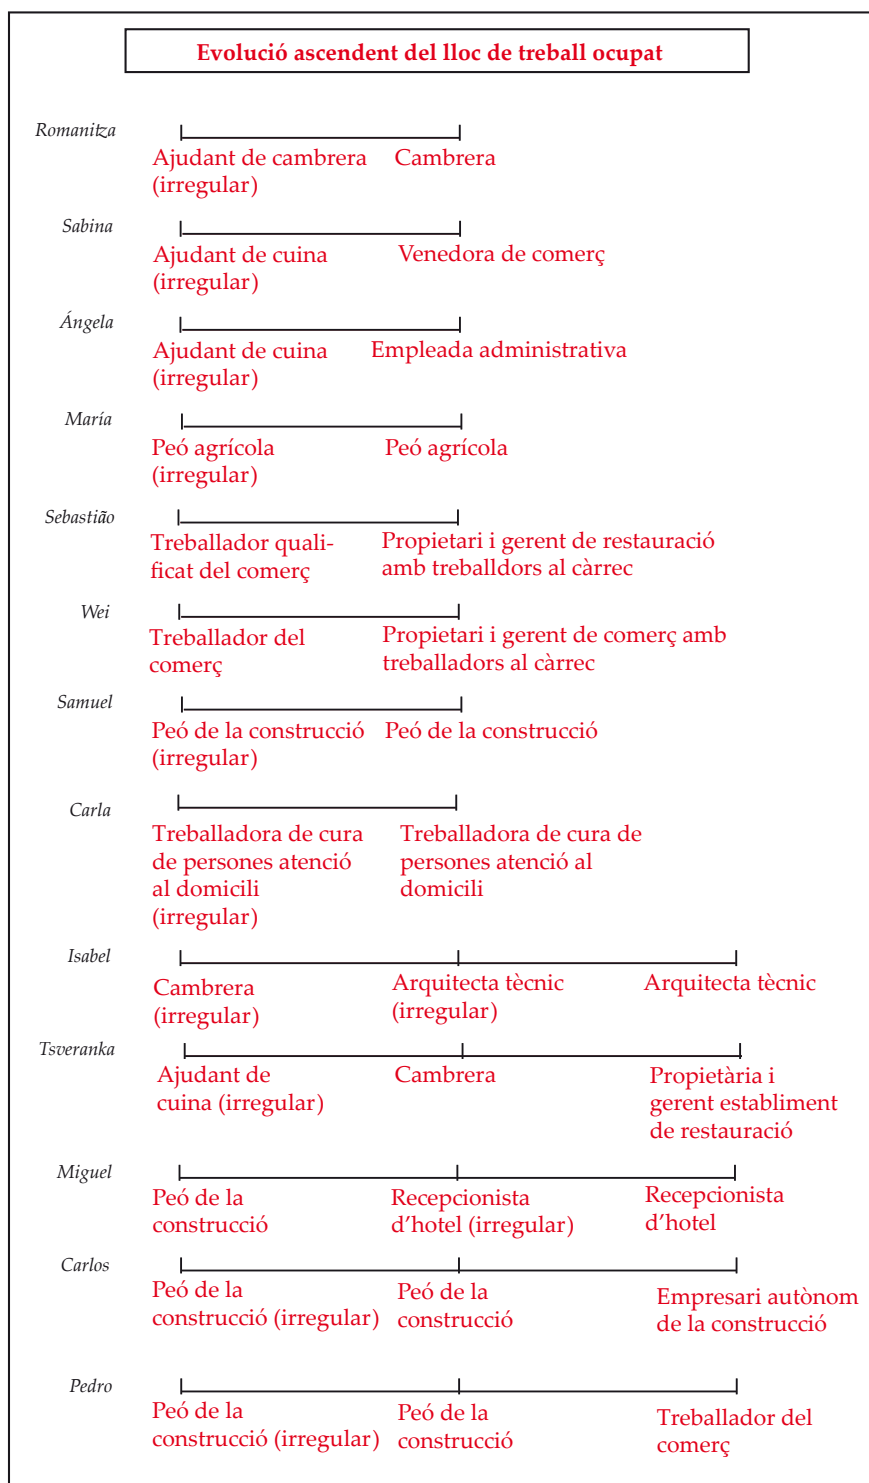 Evolució ascendent del lloc de treball ocupat
Romanitza
Ajudant de cambrera
(irregular)
Cambrera
Sabina
Ajudant de cuina
(irregular)
Venedora de comerç
Ángela
Ajudant de cuina
(irregular)
Empleada administrativa
María
Peó agrícola
(irregular)
Peó agrícola
Sebastião
Treballador quali-
ficat del comerç
Propietari i gerent de restauració
amb treballdors al càrrec
Wei
Treballador del
comerç
Propietari i gerent de comerç amb
treballadors al càrrec
Samuel
Peó de la construcció
(irregular)
Peó de la construcció
Carla
Treballadora de cura
de persones atenció
al domicili
(irregular)
Treballadora de cura de
persones atenció al
domicili
Isabel
Cambrera
(irregular)
Arquitecta tècnic
(irregular)
Arquitecta tècnic
Tsveranka
Ajudant de
cuina (irregular)
Cambrera
Propietària i
gerent establiment
de restauració
Miguel
Peó de la
construcció
Recepcionista
d’hotel (irregular)
Recepcionista
d’hotel
Carlos
Peó de la
construcció (irregular)
Peó de la
construcció
Empresari autònom
de la construcció
Pedro
Peó de la
construcció (irregular)
Peó de la
construcció
Treballador del
comerç